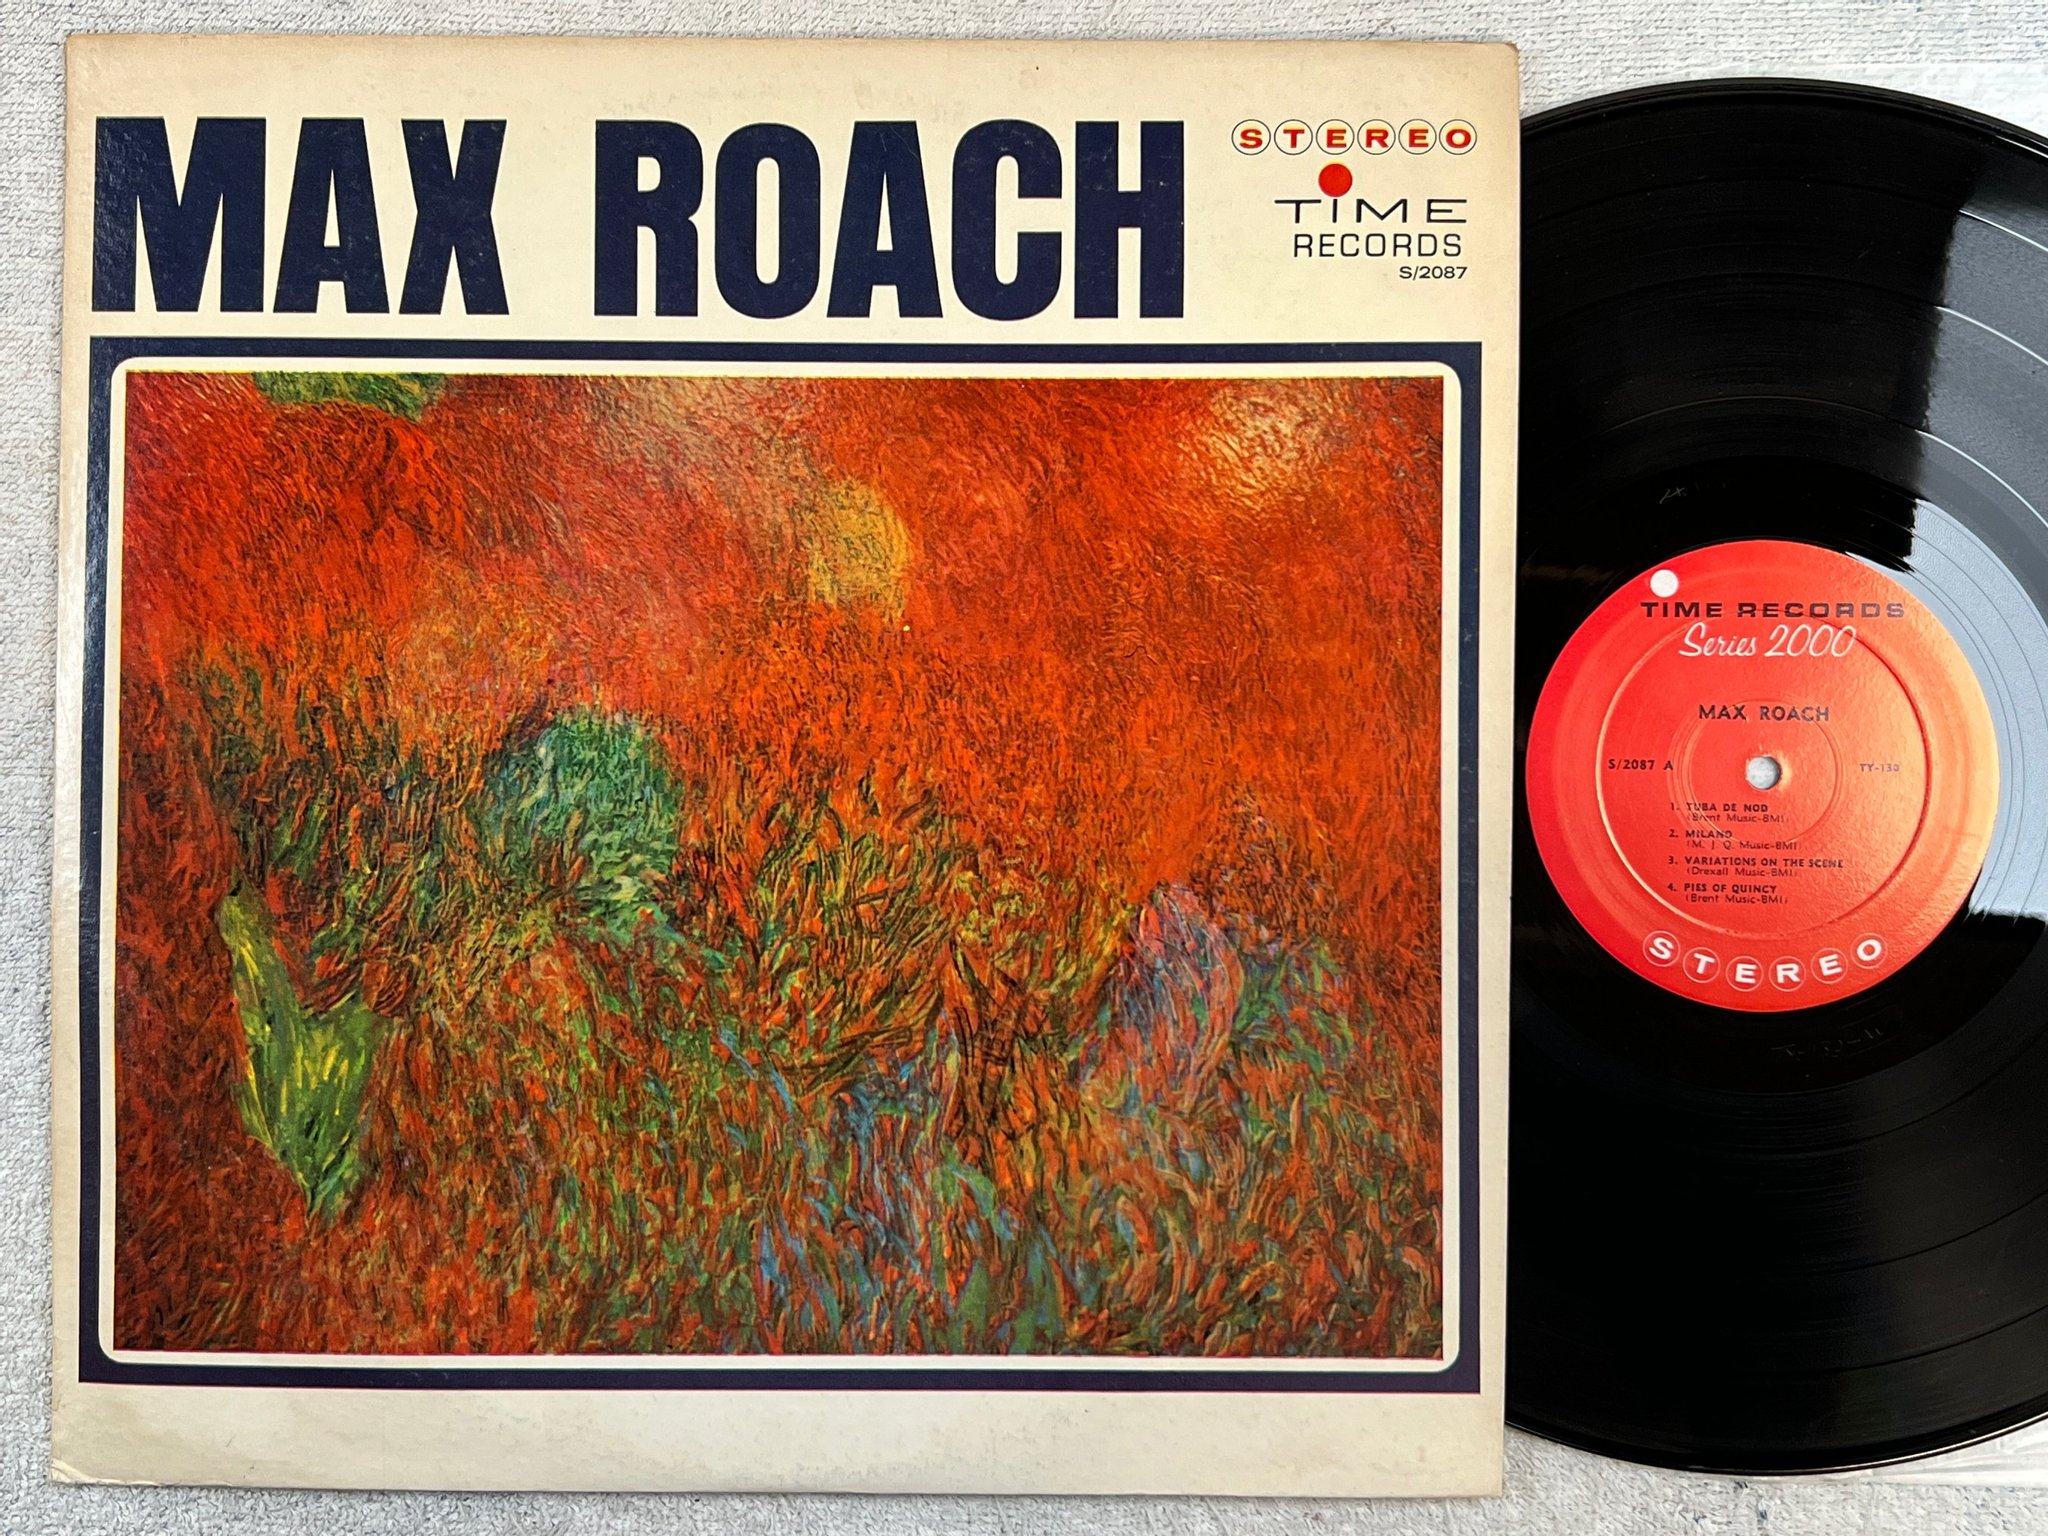 MAX ROACH
STEREO
TIME
RECORDS
S/2087
TIME RECORDS
Series 2000
MAX ROACH
S/2087 A
TY-130
1. TUBA DE NOD
(Brent Music-BMI)
2. MILANO
(M. J. Q. Music-BMI)
3. VARIATIONS ON THE SCENE
(Drexall Music-BMI)
4. PIES OF QUINCY
(Brent Music-BMI)
STEREO